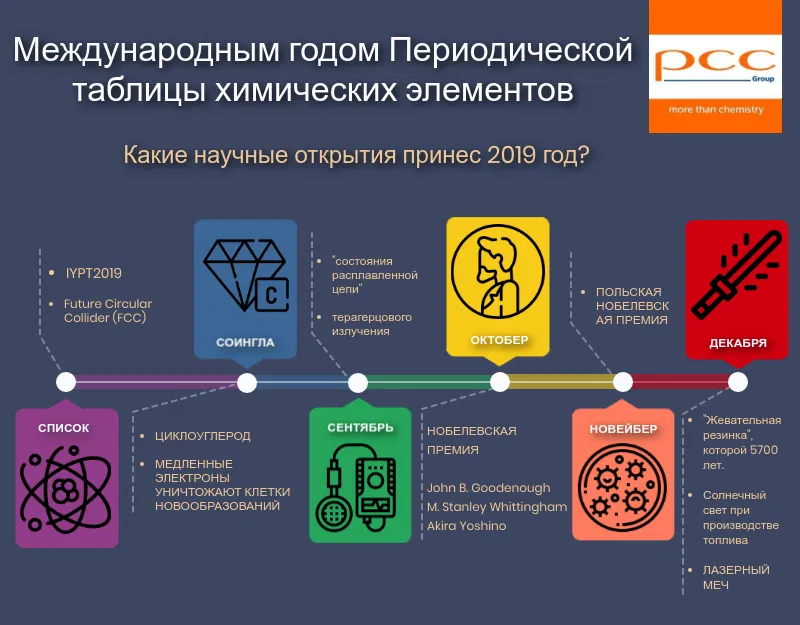 Международным годом Периодической
таблицы химических элементов
pcc
Group
more than chemistry
Какие научные открытия принес 2019 год?
IYPT2019
Future Circular
Collider (FCC)
СПИСОК
C
СОИНГЛА
ЦИКЛОУГЛЕРОД
МЕДЛЕННЫЕ
ЭЛЕКТРОНЫ
УНИЧТОЖАЮТ КЛЕТКИ
НОВООБРАЗОВАНИЙ
"состояния
расплавленной
цепи"
терагерцового
излучения
СЕНТЯБРЬ
ОКТОБЕР
НОБЕЛЕВСКАЯ
ПРЕМИЯ
John B. Goodenough
M. Stanley Whittingham
Akira Yoshino
ПОЛЬСКАЯ
НОБЕЛЕВСК
АЯ ПРЕМИЯ
НОВЕЙБЕР
ДЕКАБРЯ
"Жевательная
резинка",
которой 5700
лет.
Солнечный
свет при
производстве
топлива
ЛАЗЕРНЫЙ
МЕЧ